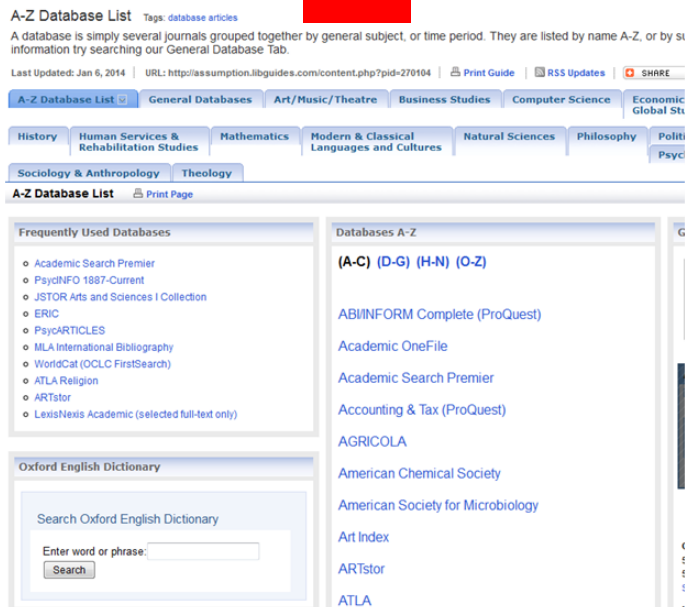 A-Z Database List Tags: database articles
A database is simply several journals grouped together by general subject, or time period. They are listed by name A-Z, or by su
information try searching our General Database Tab.
Last Updated: Jan 6, 2014 URL: http://assumption.libguides.com/content.php?pid=270104 Print Guide RSS Updates SHARE
A-Z Database List General Databases Art/Music/Theatre Business Studies Computer Science Economic
Global Stu
History Human Services & Mathematics Modern & Classical Natural Sciences Philosophy Politi
Rehabilitation Studies Languages and Cultures Psyc
Sociology & Anthropology Theology
A-Z Database List Print Page
Frequently Used Databases
Academic Search Premier
PsycINFO 1887-Current
JSTOR Arts and Sciences I Collection
ERIC
PsycARTICLES
MLA International Bibliography
WorldCat (OCLC FirstSearch)
ATLA Religion
ARTstor
LexisNexis Academic (selected full-text only)
Oxford English Dictionary
Search Oxford English Dictionary
Enter word or phrase:
Search
Databases A-Z
(A-C) (D-G) (H-N) (O-Z)
ABI/INFORM Complete (ProQuest)
Academic OneFile
Academic Search Premier
Accounting & Tax (ProQuest)
AGRICOLA
American Chemical Society
American Society for Microbiology
Art Index
ARTstor
ATLA
G